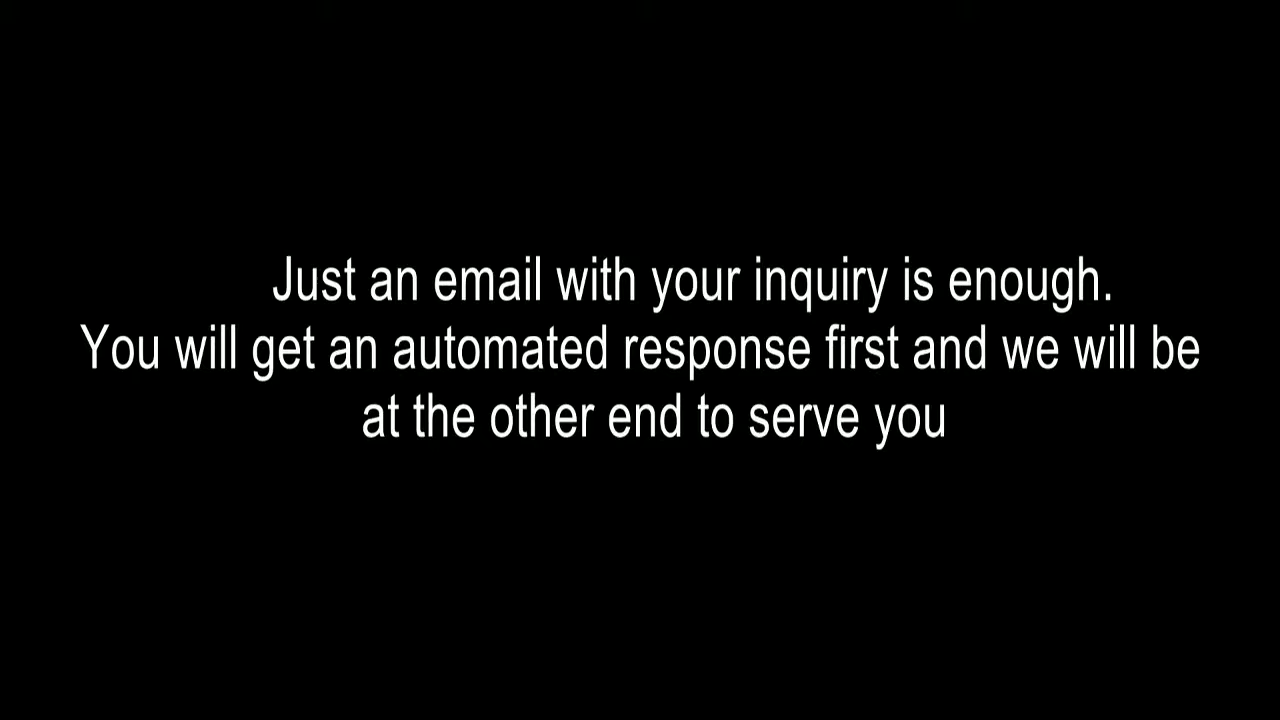 Just an email with your inquiry is enough.
You will get an automated response first and we will be
at the other end to serve you